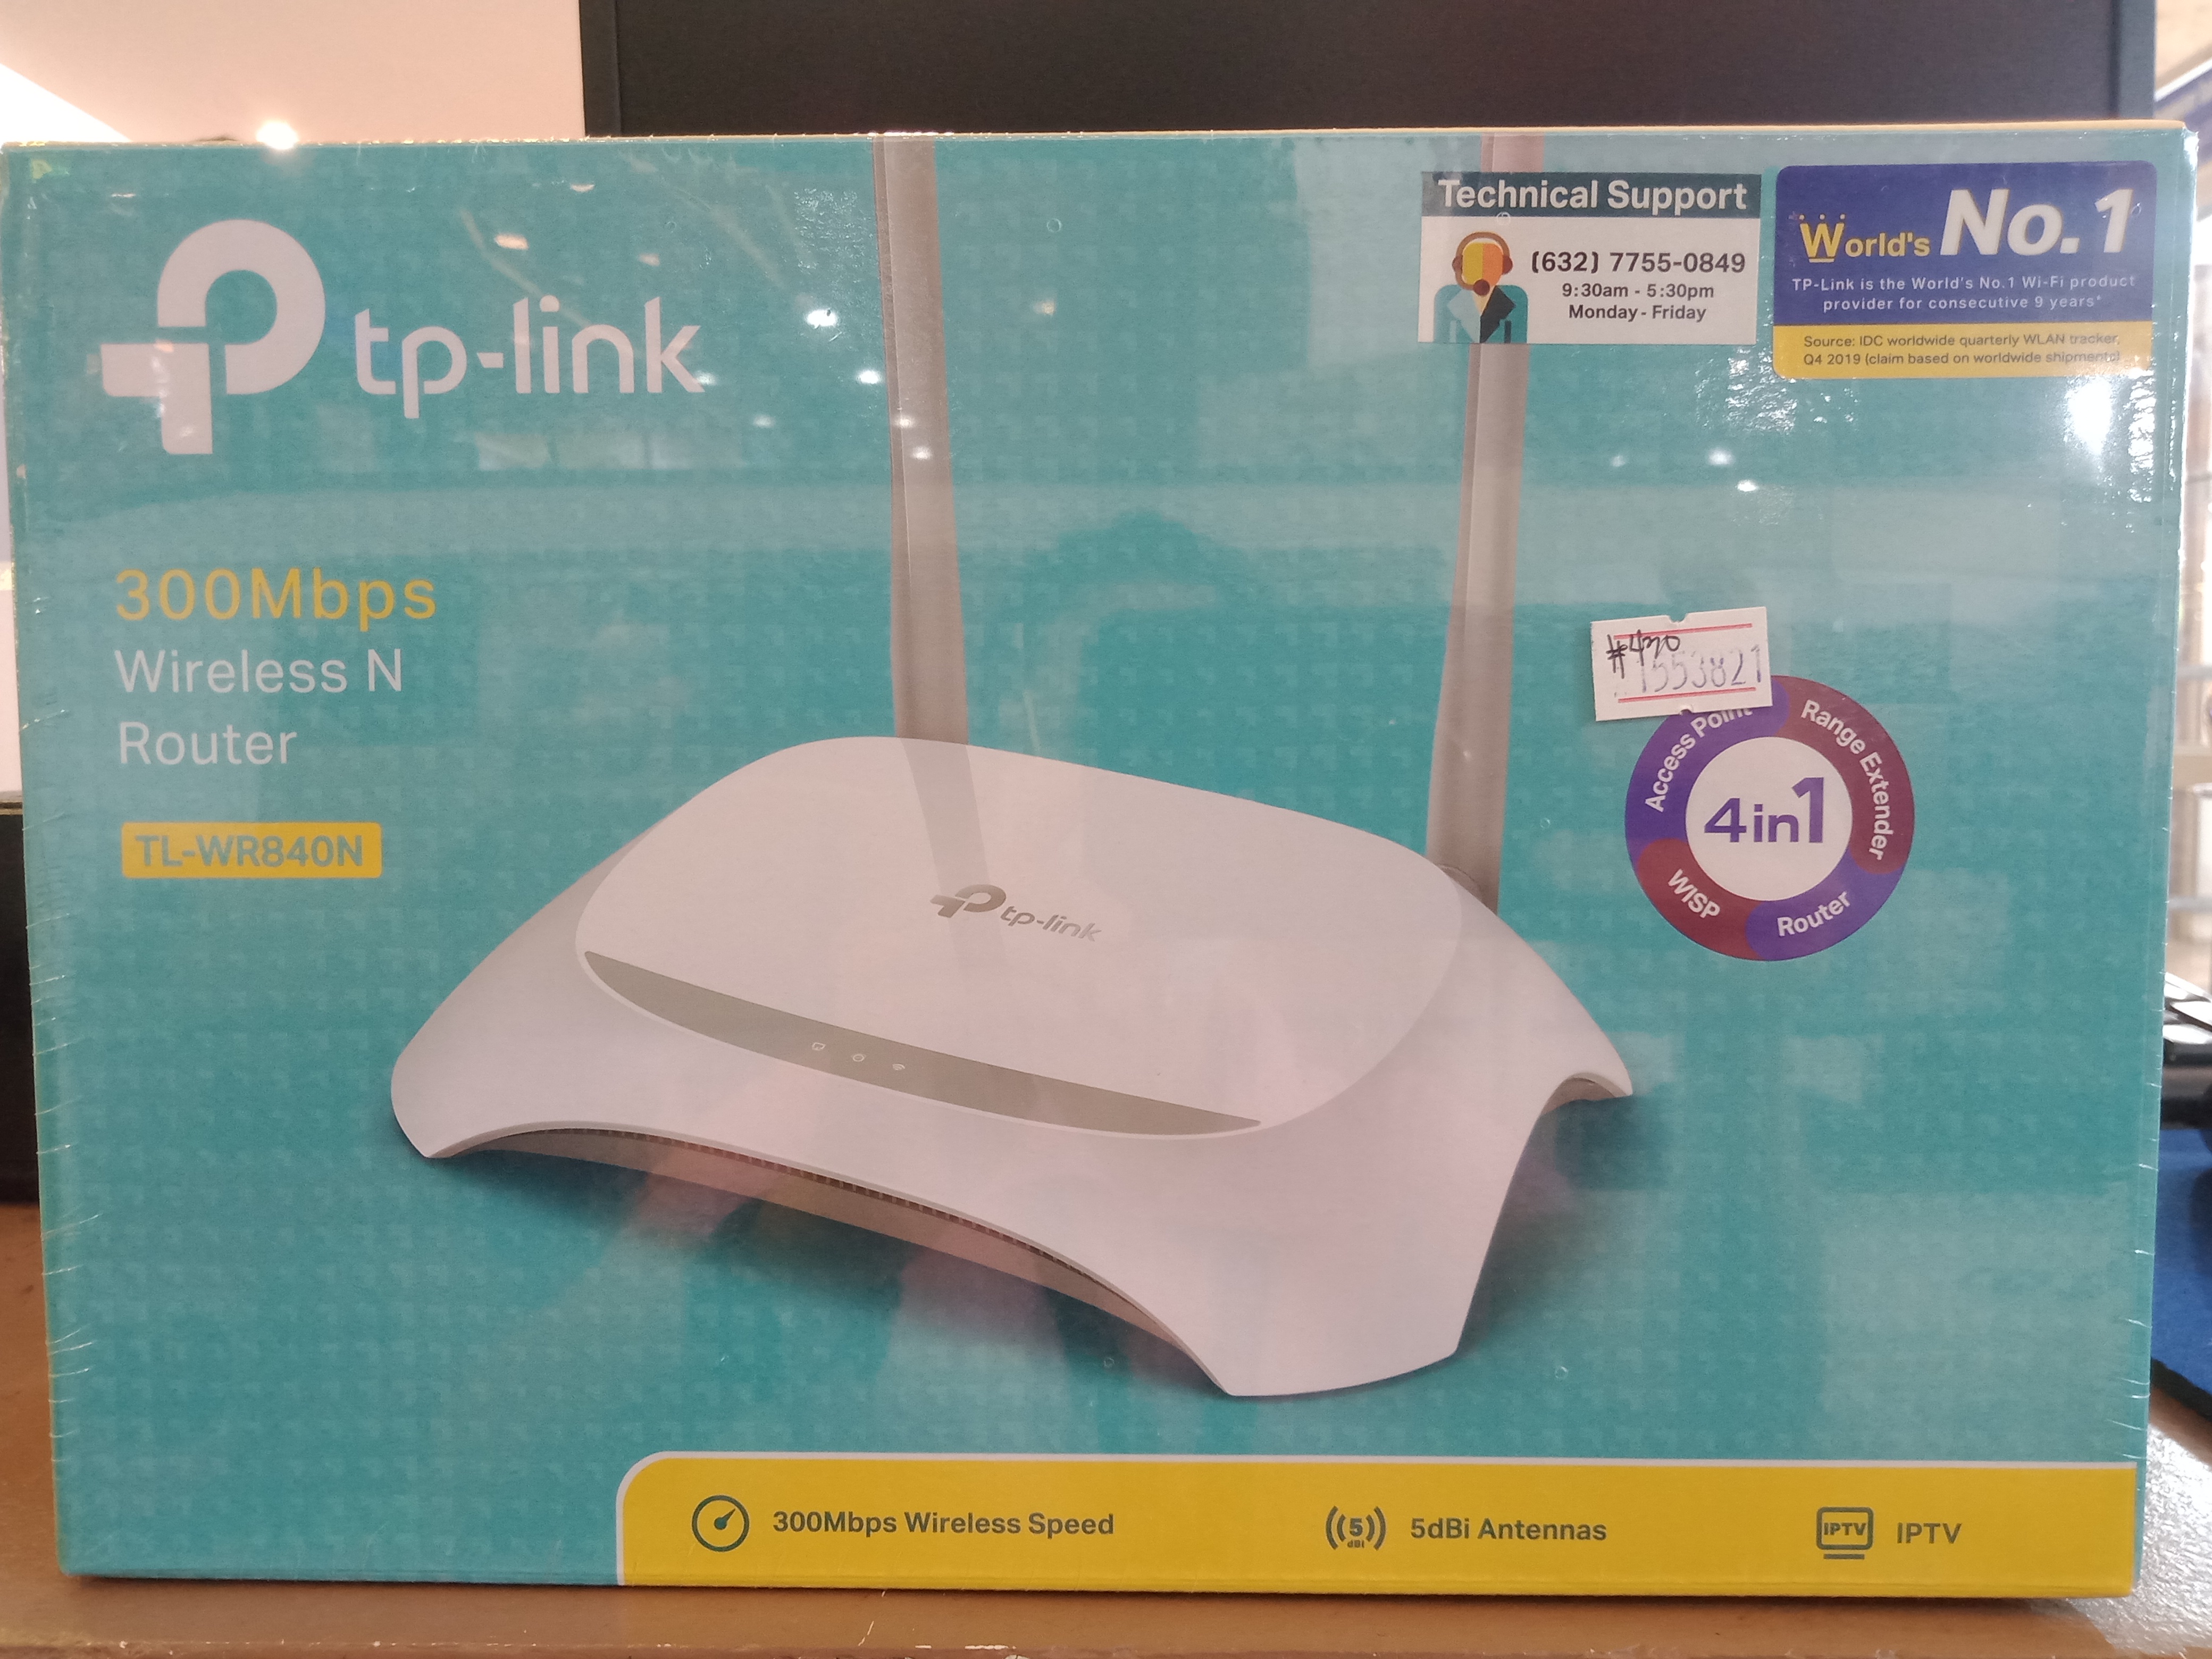 tp-link
Technical Support
(632) 7755-0849
9:30am - 5:30pm
Monday - Friday
World's No.1
TP-Link is the World's No.1 Wi-Fi product
provider for consecutive 9 years*
Source: IDC worldwide quarterly WLAN tracker,
Q4 2019 (claim based on worldwide shipments)
300Mbps
Wireless N
Router
TL-WR840N
1553821
Access Point
Range Extender
4in1
WISP
Router
tp-link
300Mbps Wireless Speed
((5))
dBi
5dBi Antennas
IPTV
IPTV